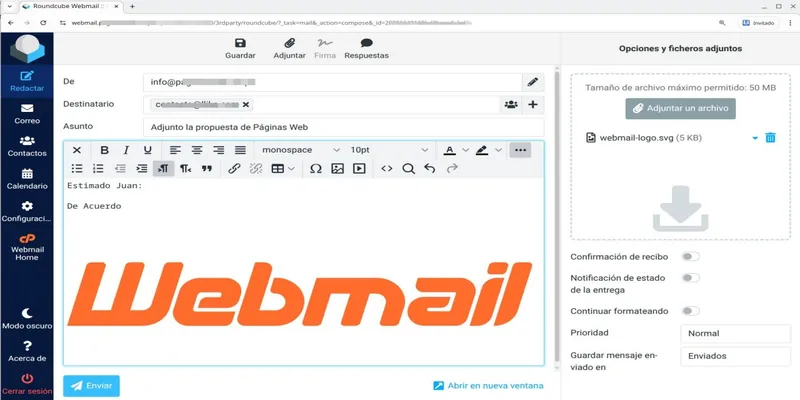 Roundcube Webmail ::
webmail. /3rdparty/roundcube/?_task=mail&_action=compose&_id=2
Invitado
Guardar
Adjuntar
Firma
Respuestas
Opciones y ficheros adjuntos
Redactar
Correo
Contactos
Calendario
Configuraci...
cP
Webmail
Home
Modo oscuro
Acerca de
Cerrar sesión
De
info@
Destinatario
Asunto
Adjunto la propuesta de Páginas Web
B I U monospace 10pt A
Estimado Juan:
De Acuerdo
Webmail
Enviar
Abrir en nueva ventana
Tamaño de archivo máximo permitido: 50 MB
Adjuntar un archivo
webmail-logo.svg (5 KB)
Confirmación de recibo
Notificación de estado
de la entrega
Continuar formateando
Prioridad
Normal
Guardar mensaje en-
viado en
Enviados